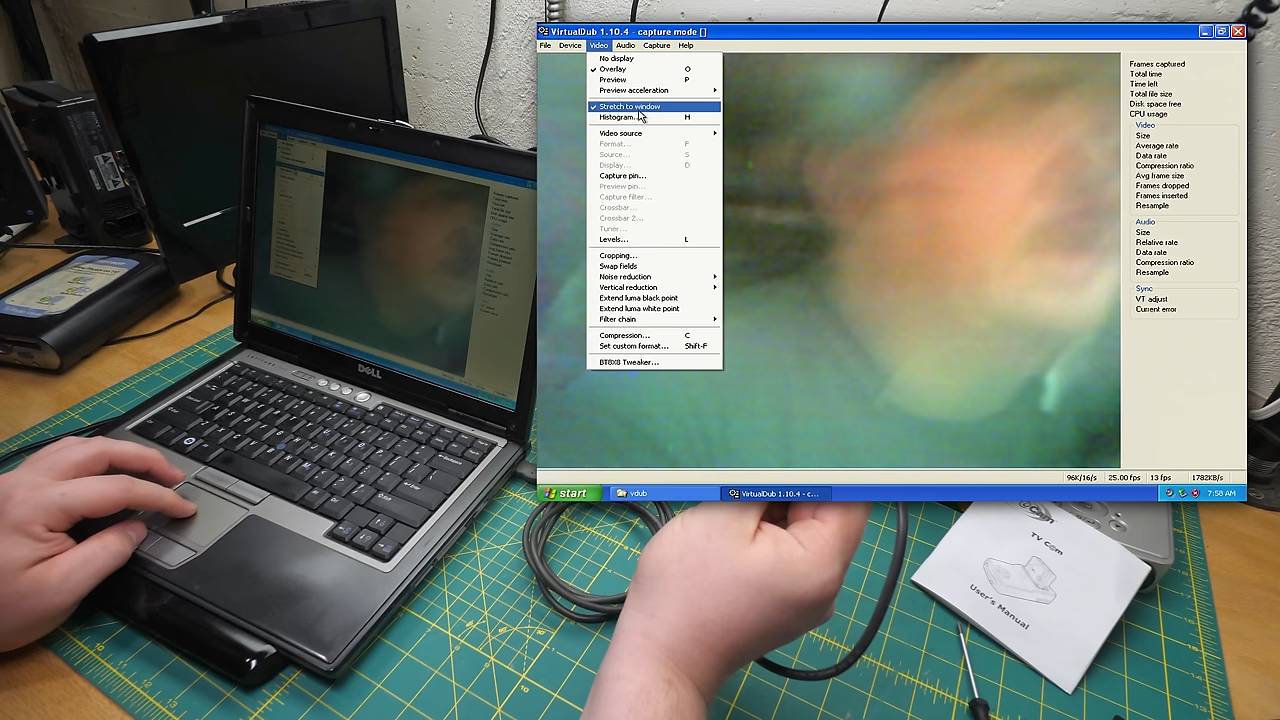 VirtualDub 1.10.4 - capture mode []
File Device Video Audio Capture Help
No display
Overlay O
Preview P
Preview acceleration
Stretch to window
Histogram... H
Video source
Format... F
Source... S
Display... D
Capture pin...
Preview pin...
Capture filter...
Crossbar...
Crossbar 2...
Tuner...
Levels... L
Cropping...
Swap fields
Noise reduction
Vertical reduction
Extend luma black point
Extend luma white point
Filter chain
Compression... C
Set custom format... Shift-F
BT8X8 Tweaker...
Frames captured
Total time
Time left
Total file size
Disk space free
CPU usage
Video
Size
Average rate
Data rate
Compression ratio
Avg frame size
Frames dropped
Frames inserted
Resample
Audio
Size
Relative rate
Data rate
Compression ratio
Resample
Sync
VT adjust
Current error
96K/16/s 25.00 fps 13 fps 1782KB/s
start vdub VirtualDub 1.10.4 - c... 7:58 AM
DELL
TV Com
User's Manual